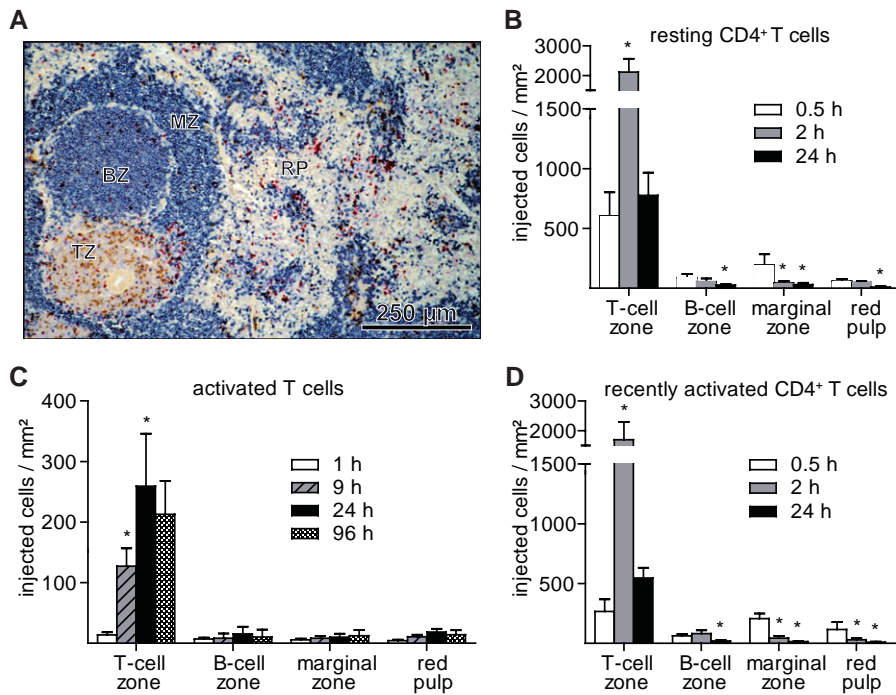 A
MZ
BZ
RP
TZ
250 µm
B
resting CD4⁺ T cells
injected cells / mm²
3000
2000
1500
1000
500
0.5 h
2 h
24 h
*
* * * *
T-cell zone
B-cell zone
marginal zone
red pulp
C
activated T cells
injected cells / mm²
400
300
200
100
1 h
9 h
24 h
96 h
*
*
T-cell zone
B-cell zone
marginal zone
red pulp
D
recently activated CD4⁺ T cells
injected cells / mm²
3000
2000
1500
1000
500
0.5 h
2 h
24 h
*
* * * * *
T-cell zone
B-cell zone
marginal zone
red pulp